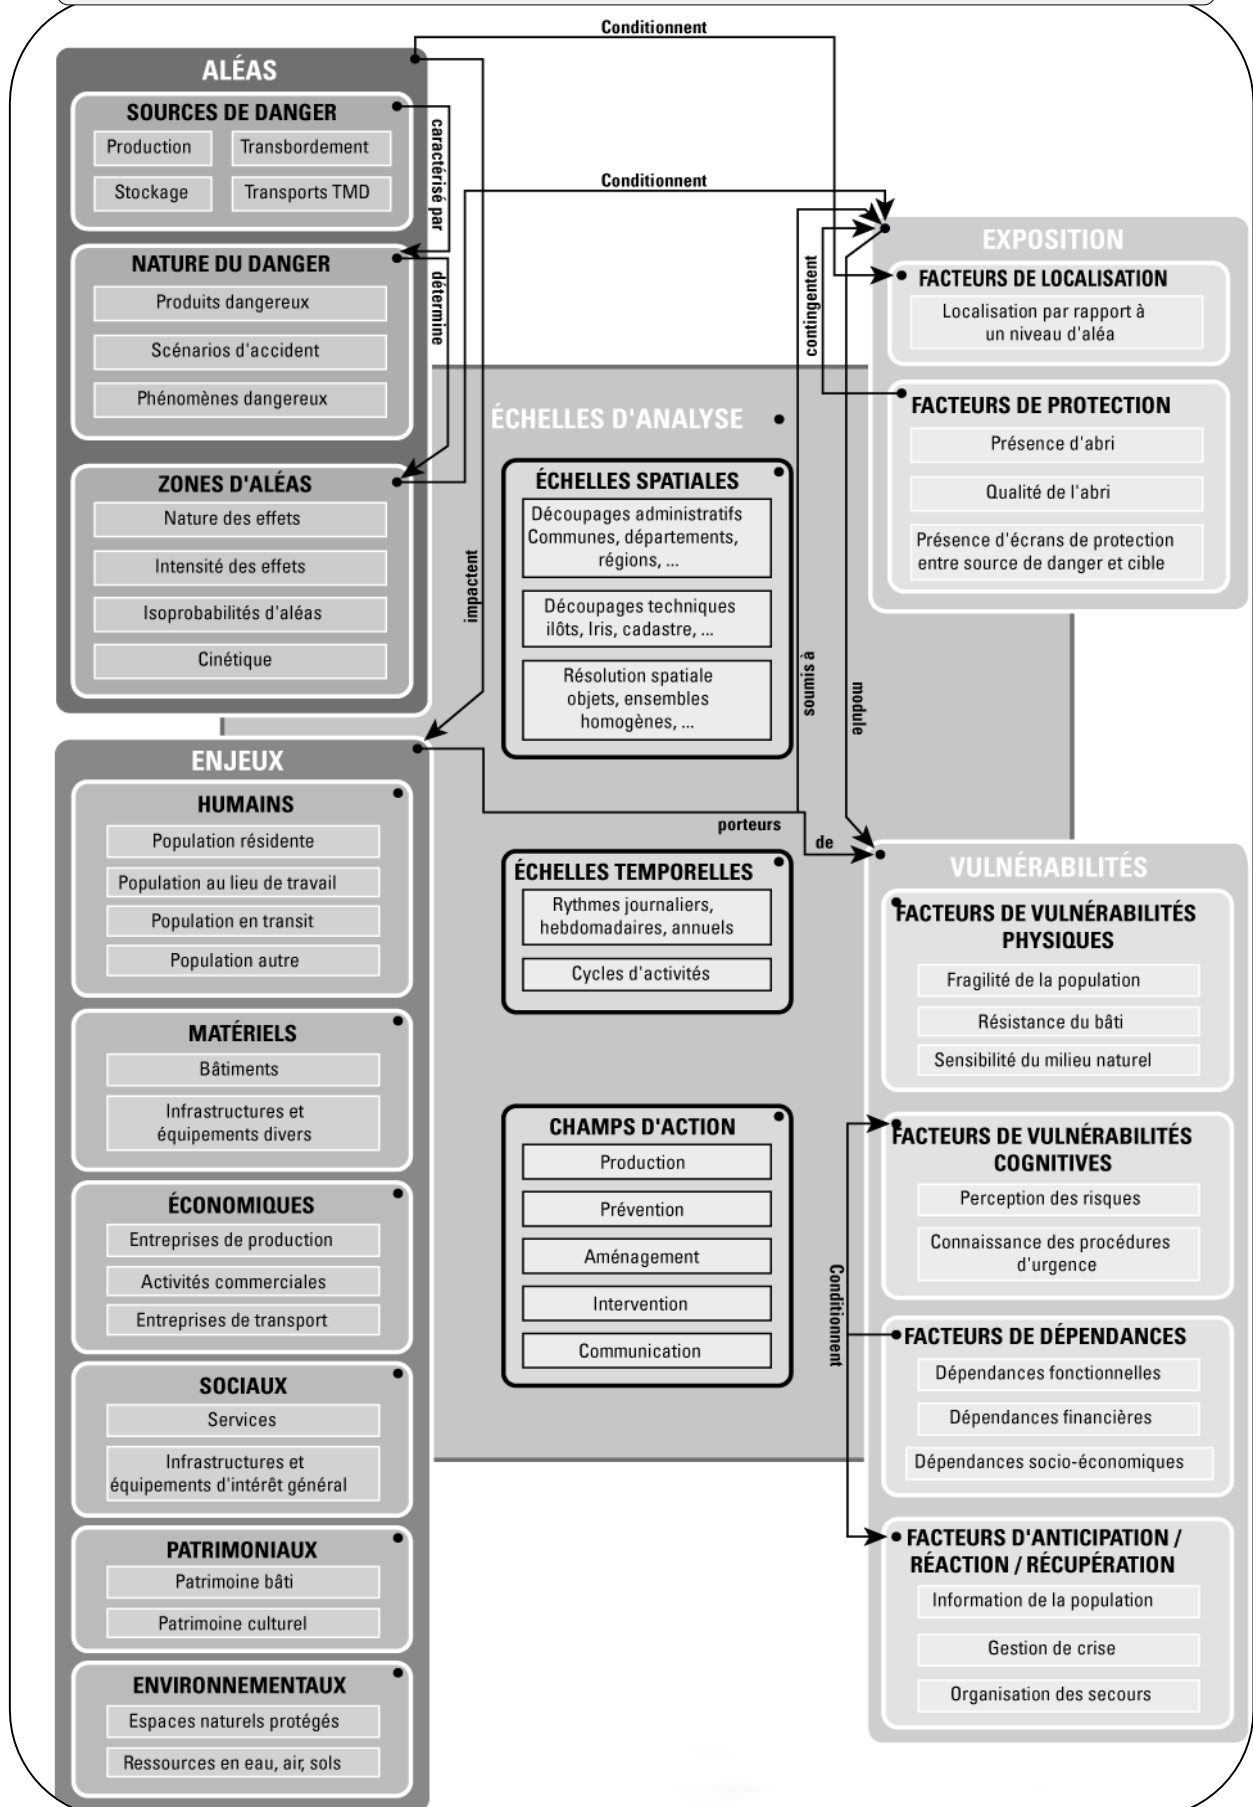 Conditionnent
ALÉAS
SOURCES DE DANGER
Production
Transbordement
Stockage
Transports TMD
caractérisé par
NATURE DU DANGER
Produits dangereux
Scénarios d'accident
Phénomènes dangereux
détermine
ZONES D'ALÉAS
Nature des effets
Intensité des effets
Isoprobabilités d'aléas
Cinétique
impactent
Conditionnent
EXPOSITION
FACTEURS DE LOCALISATION
Localisation par rapport à
un niveau d'aléa
contingentent
FACTEURS DE PROTECTION
Présence d'abri
Qualité de l'abri
Présence d'écrans de protection
entre source de danger et cible
ÉCHELLES D'ANALYSE
ÉCHELLES SPATIALES
Découpages administratifs
Communes, départements,
régions, ...
Découpages techniques
ilôts, Iris, cadastre, ...
Résolution spatiale
objets, ensembles
homogènes, ...
soumis à
module
porteurs
de
ÉCHELLES TEMPORELLES
Rythmes journaliers,
hebdomadaires, annuels
Cycles d'activités
CHAMPS D'ACTION
Production
Prévention
Aménagement
Intervention
Communication
ENJEUX
HUMAINS
Population résidente
Population au lieu de travail
Population en transit
Population autre
MATÉRIELS
Bâtiments
Infrastructures et
équipements divers
ÉCONOMIQUES
Entreprises de production
Activités commerciales
Entreprises de transport
SOCIAUX
Services
Infrastructures et
équipements d'intérêt général
PATRIMONIAUX
Patrimoine bâti
Patrimoine culturel
ENVIRONNEMENTAUX
Espaces naturels protégés
Ressources en eau, air, sols
VULNÉRABILITÉS
FACTEURS DE VULNÉRABILITÉS
PHYSIQUES
Fragilité de la population
Résistance du bâti
Sensibilité du milieu naturel
FACTEURS DE VULNÉRABILITÉS
COGNITIVES
Perception des risques
Connaissance des procédures
d'urgence
Conditionnent
FACTEURS DE DÉPENDANCES
Dépendances fonctionnelles
Dépendances financières
Dépendances socio-économiques
FACTEURS D'ANTICIPATION /
RÉACTION / RÉCUPÉRATION
Information de la population
Gestion de crise
Organisation des secours